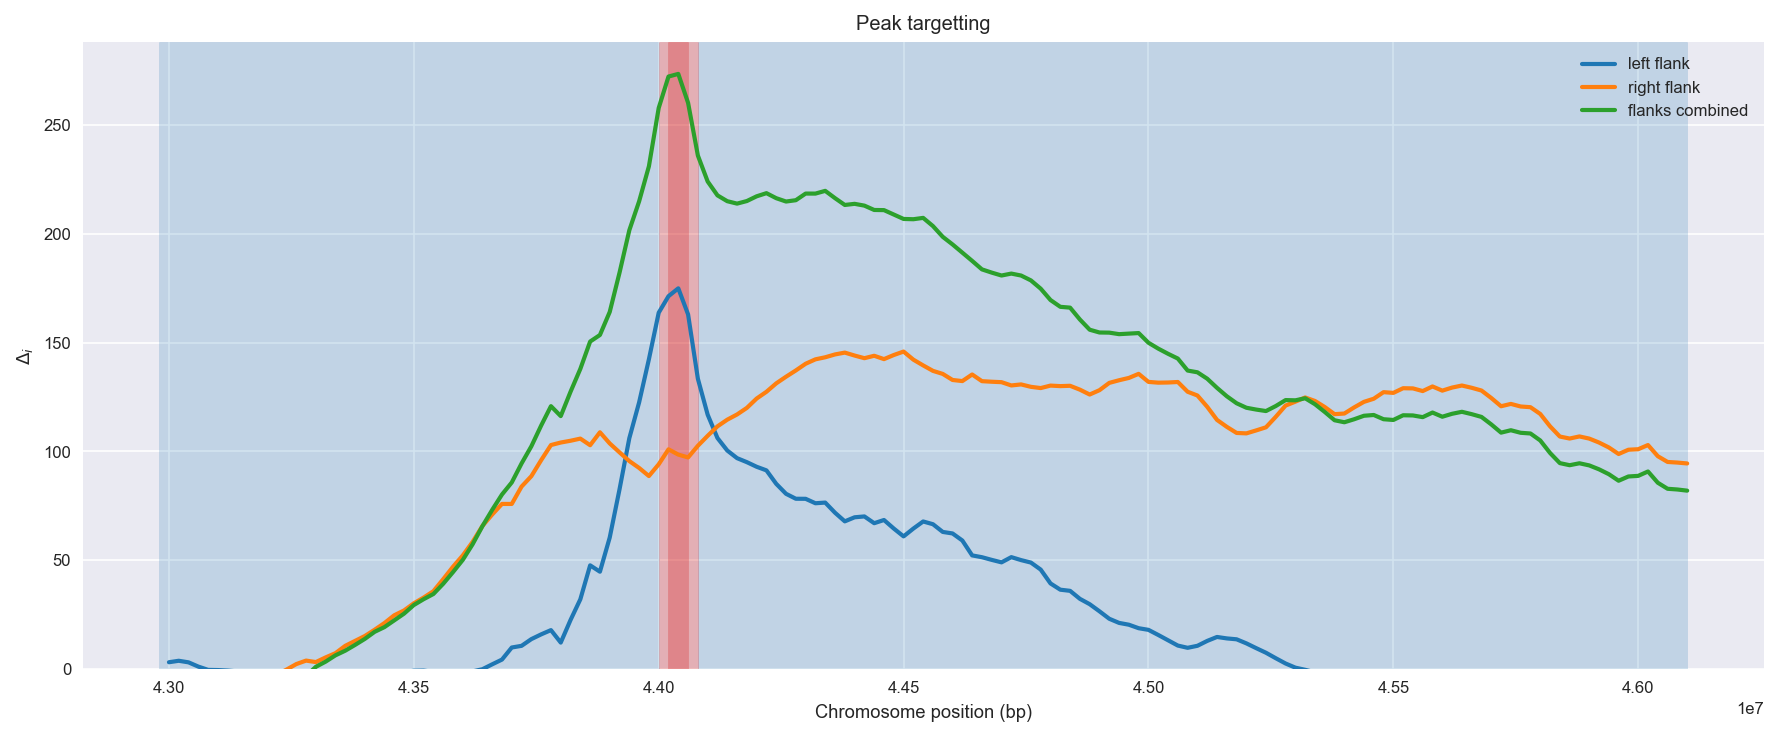 Peak targetting
left flank
right flank
flanks combined
250
200
150
100
50
0
Δi
4.30 4.35 4.40 4.45 4.50 4.55 4.60
1e7
Chromosome position (bp)